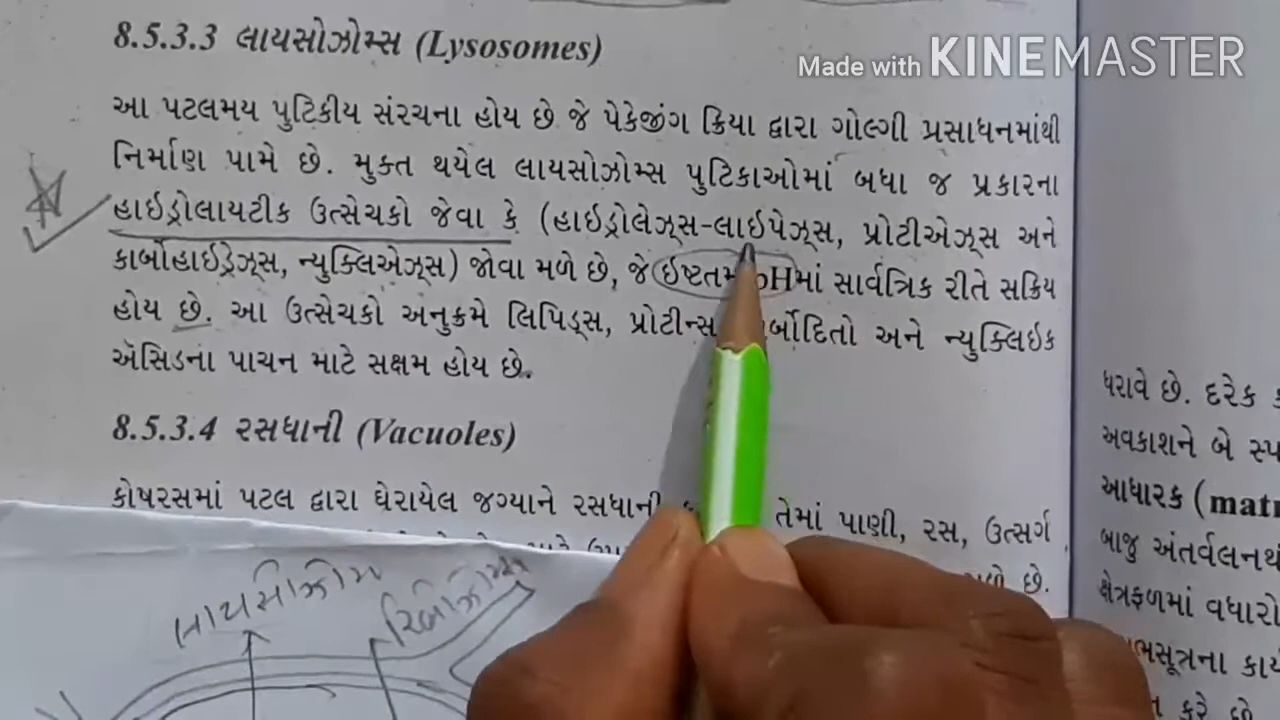 Made with KINEMASTER
8.5.3.3 લાયસોઝોમ્સ (Lysosomes)
આ પટલમય પુટિકીય સંરચના હોય છે જે પેકેજીંગ ક્રિયા દ્વારા ગોલ્ગી પ્રસાધનમાંથી
નિર્માણ પામે છે. મુક્ત થયેલ લાયસોઝોમ્સ પુટિકાઓમાં બધા જ પ્રકારના
હાઇડ્રોલાયટીક ઉત્સેચકો જેવા કે (હાઇડ્રોલેઝ્સ-લાઇપેઝ્સ, પ્રોટીએઝ્સ અને
કાર્બોહાઇડ્રેઝ્સ, ન્યુક્લિએઝ્સ) જોવા મળે છે, જે ઇષ્ટતમ pHમાં સાર્વત્રિક રીતે સક્રિય
હોય છે. આ ઉત્સેચકો અનુક્રમે લિપિડ્સ, પ્રોટીન્સ અને ન્યુક્લિઇક
ઍસિડના પાચન માટે સક્ષમ હોય છે.
8.5.3.4 રસધાની (Vacuoles)
કોષરસમાં પટલ દ્વારા ઘેરાયેલ જગ્યાને રસધાની તેમાં પાણી, રસ, ઉત્સર્ગ
છે.
લાયસોઝોમ
રિબોઝોમ્સ
ધરાવે છે. દરેક
અવકાશને બે
આધારક
બાજુ
ક્ષેત્રફળમાં વધારો
કરે છે